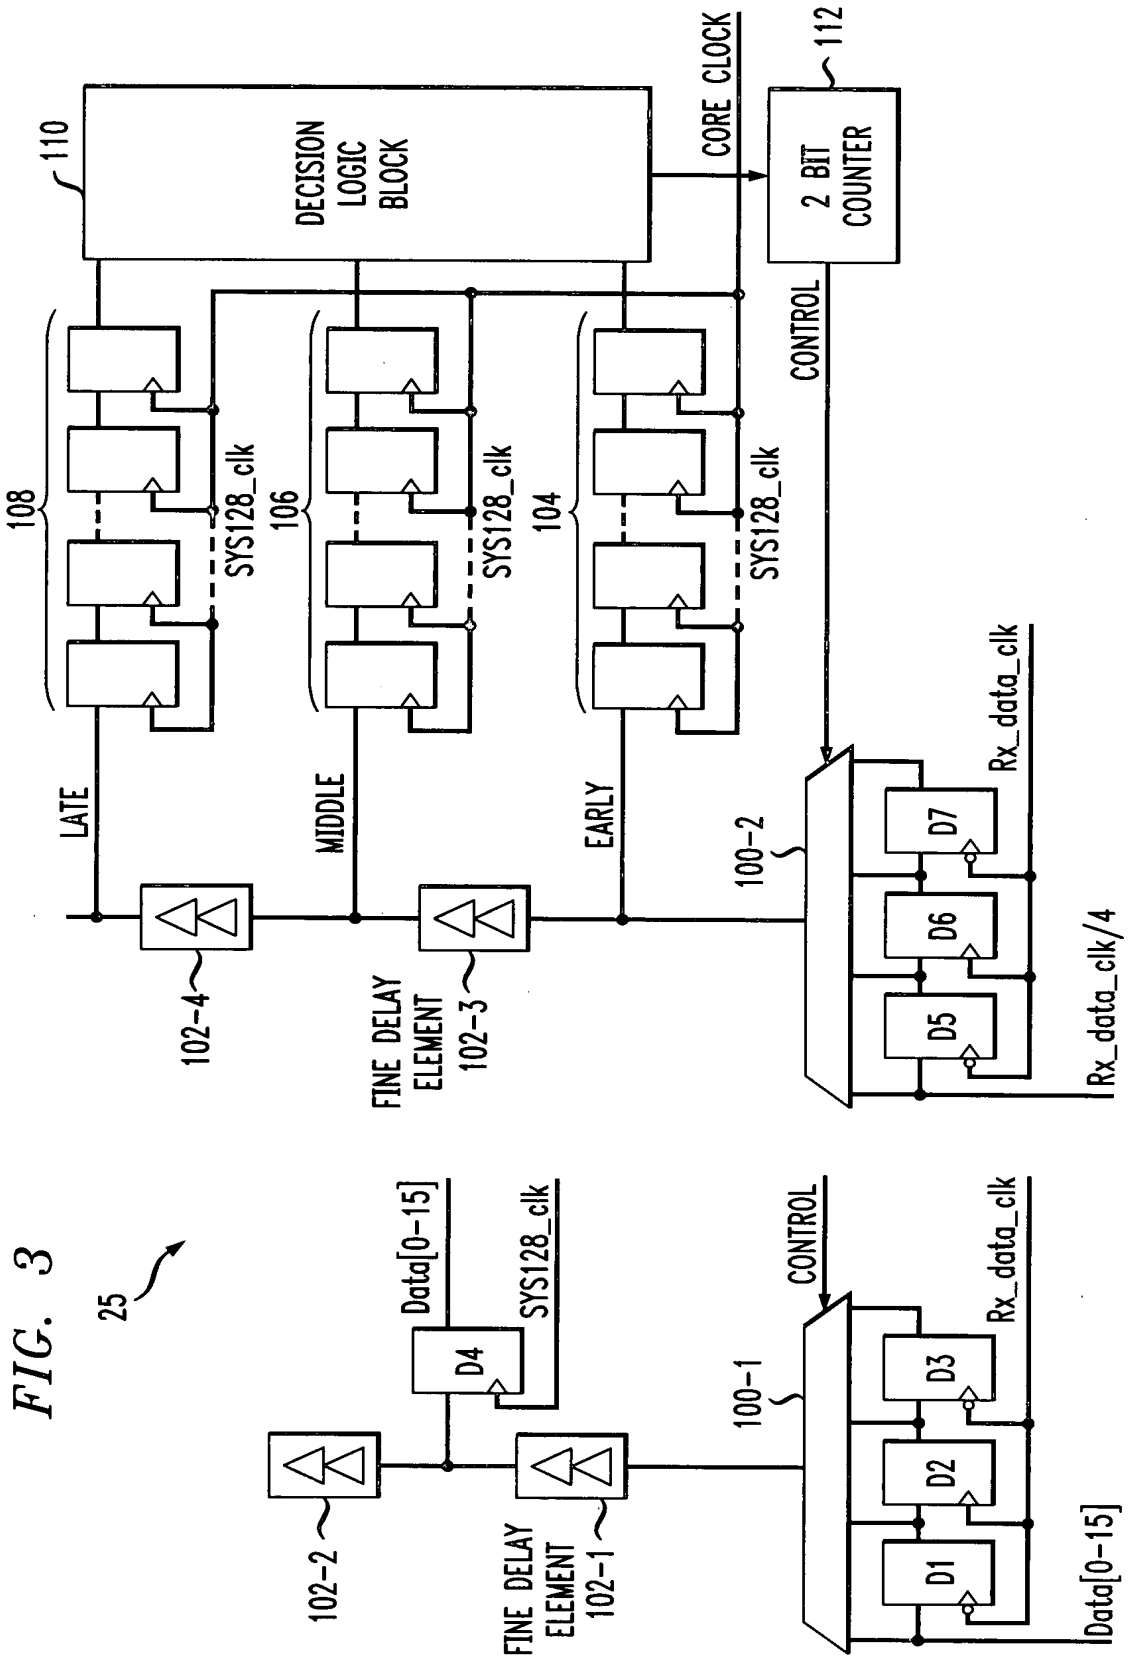 FIG. 3
25
102-2
FINE DELAY
ELEMENT
102-1
Data[0-15]
SYS128_clk
D4
100-1
CONTROL
D1
D2
D3
Rx_data_clk
Data[0-15]
102-4
FINE DELAY
ELEMENT
102-3
LATE
MIDDLE
EARLY
108
SYS128_clk
106
SYS128_clk
104
SYS128_clk
110
DECISION
LOGIC
BLOCK
CORE CLOCK
112
2 BIT
COUNTER
CONTROL
100-2
D5
D6
D7
Rx_data_clk
Rx_data_clk/4